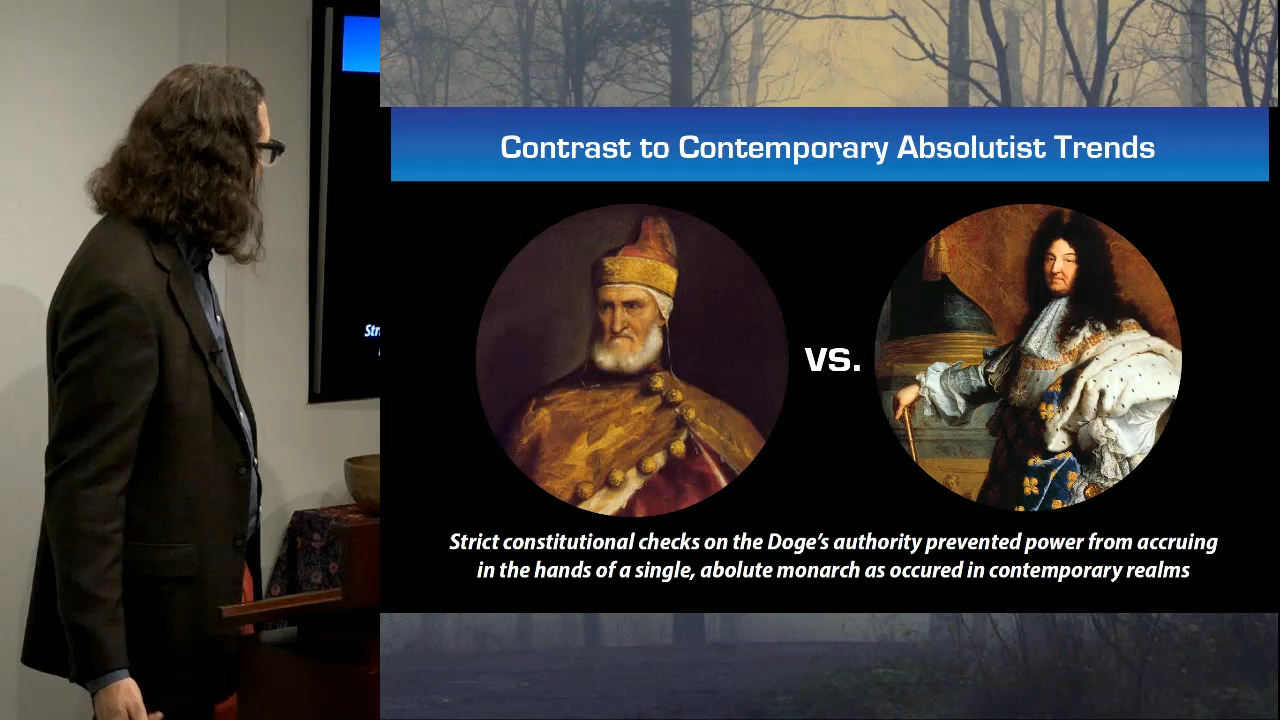 Contrast to Contemporary Absolutist Trends
vs.
Str
Strict constitutional checks on the Doge's authority prevented power from accruing
in the hands of a single, abolute monarch as occured in contemporary realms